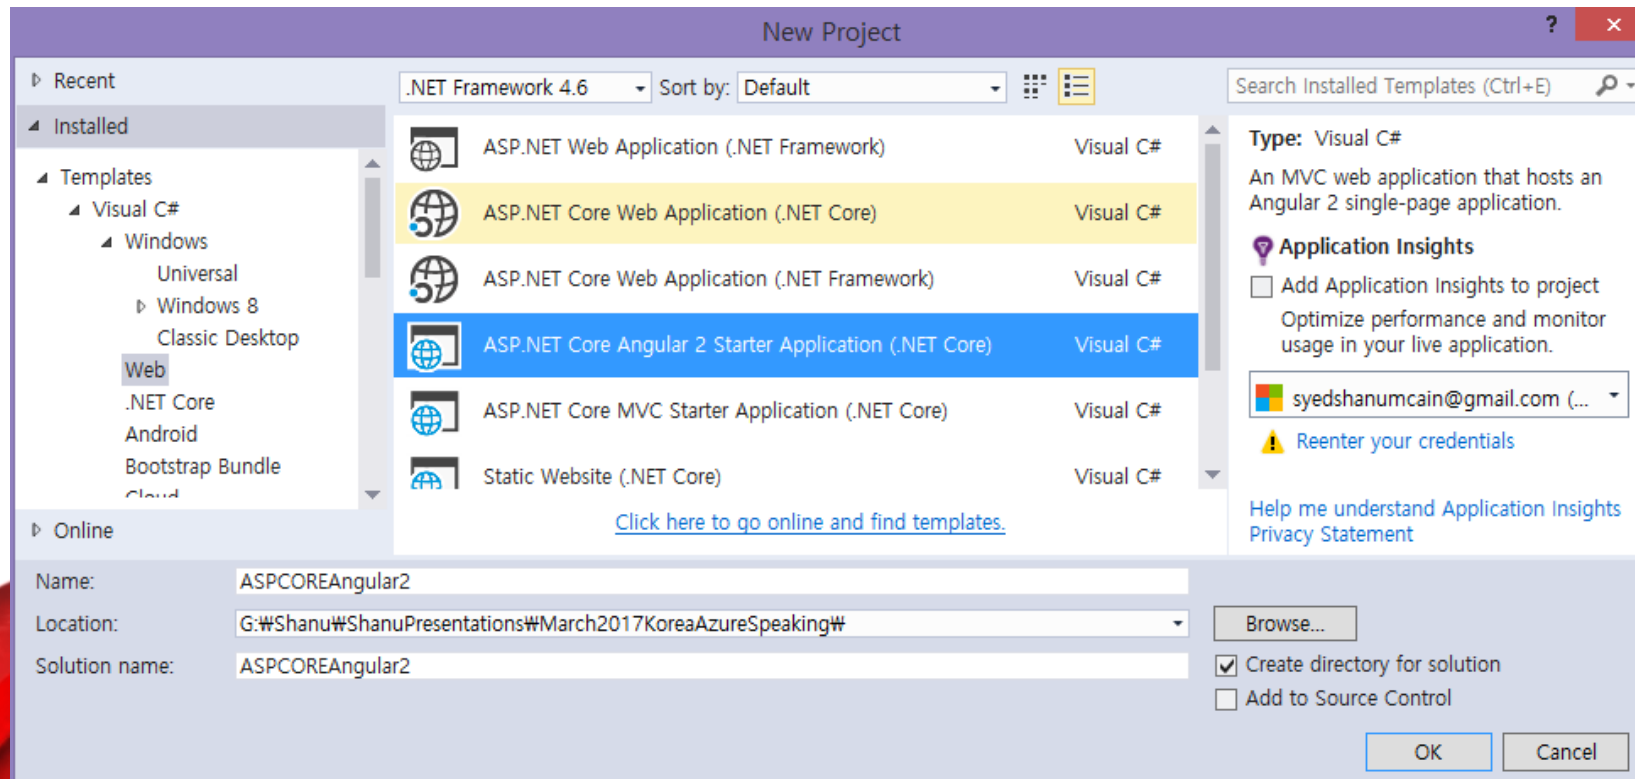 New Project
?
Recent
Installed
Templates
Visual C#
Windows
Universal
Windows 8
Classic Desktop
Web
.NET Core
Android
Bootstrap Bundle
Cloud
Online
.NET Framework 4.6
Sort by: Default
Search Installed Templates (Ctrl+E)
ASP.NET Web Application (.NET Framework) Visual C#
ASP.NET Core Web Application (.NET Core) Visual C#
ASP.NET Core Web Application (.NET Framework) Visual C#
ASP.NET Core Angular 2 Starter Application (.NET Core) Visual C#
ASP.NET Core MVC Starter Application (.NET Core) Visual C#
Static Website (.NET Core) Visual C#
Click here to go online and find templates.
Type: Visual C#
An MVC web application that hosts an
Angular 2 single-page application.
Application Insights
Add Application Insights to project
Optimize performance and monitor
usage in your live application.
syedshanumcain@gmail.com (...
Reenter your credentials
Help me understand Application Insights
Privacy Statement
Name: ASPCOREAngular2
Location: G:₩Shanu₩ShanuPresentations₩March2017KoreaAzureSpeaking₩
Browse...
Solution name: ASPCOREAngular2
Create directory for solution
Add to Source Control
OK
Cancel